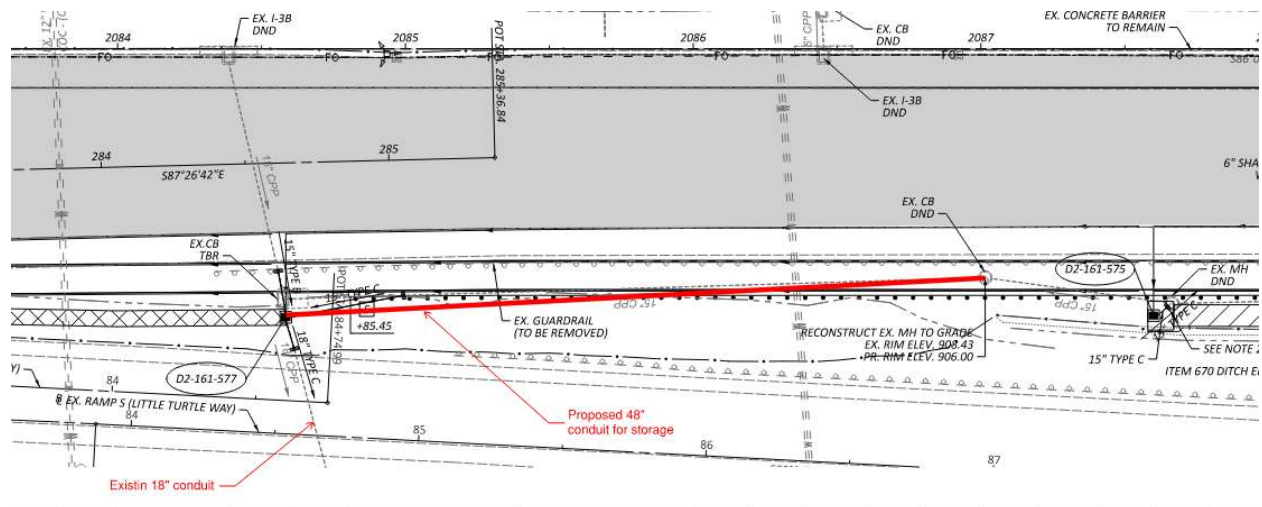 EX. I-3B
DND
EX. CB
DND
EX. CONCRETE BARRIER
TO REMAIN
2084
2085
2086
2087
FO
FO
FO
FO
FO
POT STA. 285+36.84
EX. I-3B
DND
284
285
S87°26'42"E
15" CPP
6" SHA
EX. CB
DND
EX.CB
TBR
15" TYPE B
D2-161-575
EX. MH
DND
+85.45
15" CPP
15" CPP
EX. GUARDRAIL
(TO BE REMOVED)
RECONSTRUCT EX. MH TO GRADE
EX. RIM ELEV. 908.43
PR. RIM ELEV. 906.00
18" TYPE C
SEE NOTE 2
15" TYPE C
ITEM 670 DITCH E
D2-161-577
84
EX. RAMP S (LITTLE TURTLE WAY)
84
85
86
87
Proposed 48"
conduit for storage
Existin 18" conduit